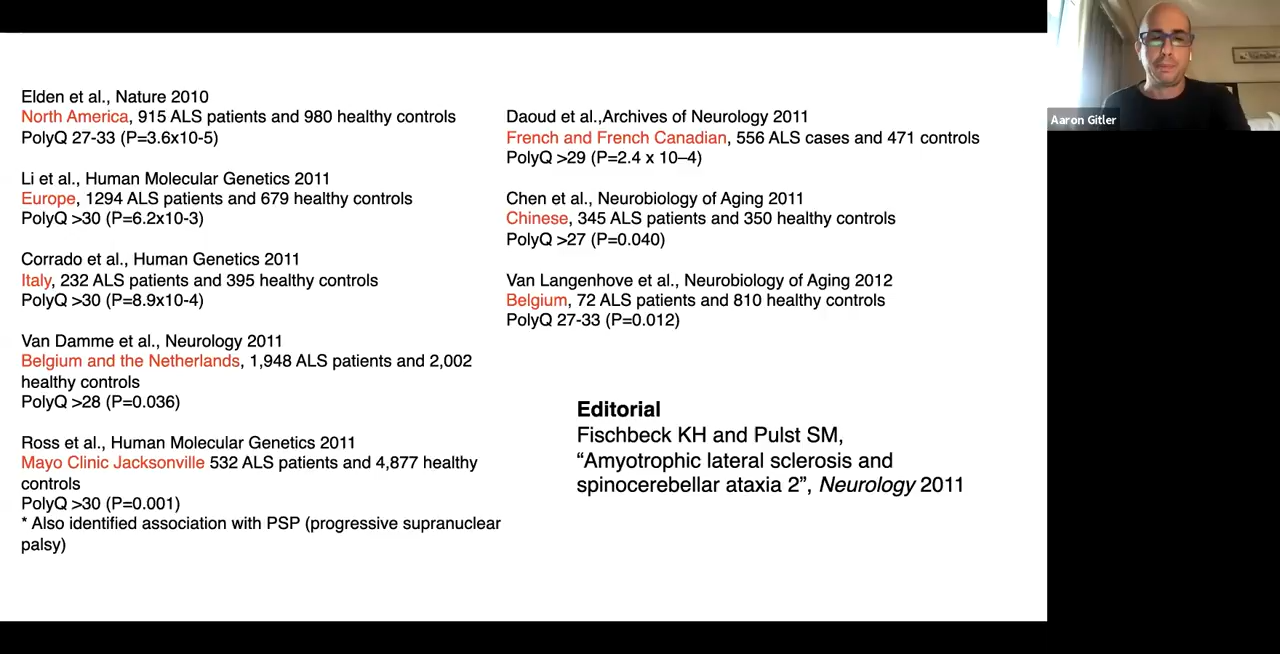 Elden et al., Nature 2010
North America, 915 ALS patients and 980 healthy controls
PolyQ 27-33 (P=3.6x10-5)
Li et al., Human Molecular Genetics 2011
Europe, 1294 ALS patients and 679 healthy controls
PolyQ >30 (P=6.2x10-3)
Corrado et al., Human Genetics 2011
Italy, 232 ALS patients and 395 healthy controls
PolyQ >30 (P=8.9x10-4)
Van Damme et al., Neurology 2011
Belgium and the Netherlands, 1,948 ALS patients and 2,002
healthy controls
PolyQ >28 (P=0.036)
Ross et al., Human Molecular Genetics 2011
Mayo Clinic Jacksonville 532 ALS patients and 4,877 healthy
controls
PolyQ >30 (P=0.001)
* Also identified association with PSP (progressive supranuclear
palsy)
Daoud et al.,Archives of Neurology 2011
French and French Canadian, 556 ALS cases and 471 controls
PolyQ >29 (P=2.4 x 10–4)
Chen et al., Neurobiology of Aging 2011
Chinese, 345 ALS patients and 350 healthy controls
PolyQ >27 (P=0.040)
Van Langenhove et al., Neurobiology of Aging 2012
Belgium, 72 ALS patients and 810 healthy controls
PolyQ 27-33 (P=0.012)
Editorial
Fischbeck KH and Pulst SM,
“Amyotrophic lateral sclerosis and
spinocerebellar ataxia 2”, Neurology 2011
Aaron Gitler